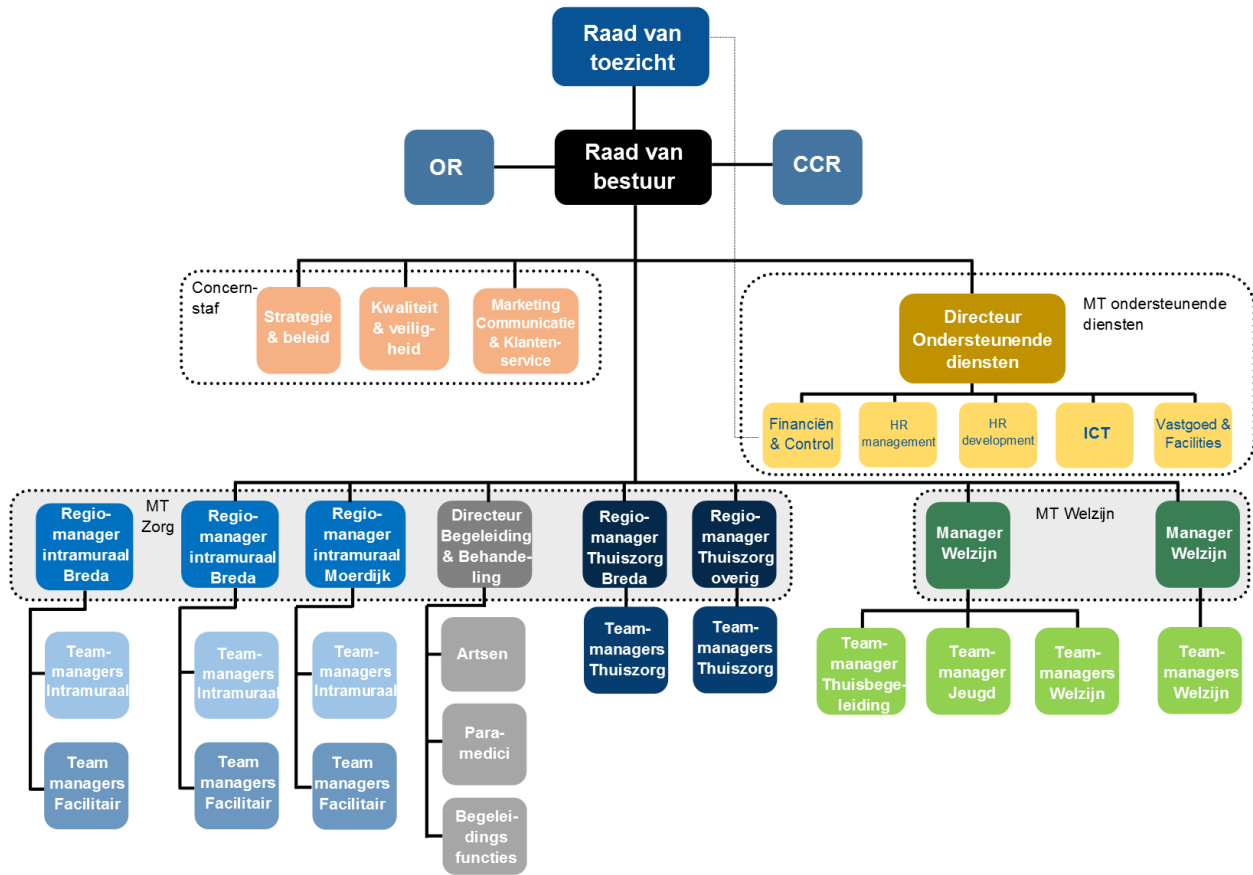 Raad van
toezicht
OR
Raad van
bestuur
CCR
Concern-
staf
Strategie
& beleid
Kwaliteit
& veilig-
heid
Marketing
Communicatie
& Klanten-
service
MT ondersteunende
diensten
Directeur
Ondersteunende
diensten
Financiën
& Control
HR
management
HR
development
ICT
Vastgoed &
Facilities
MT
Zorg
Regio-
manager
intramuraal
Breda
Regio-
manager
intramuraal
Breda
Regio-
manager
intramuraal
Moerdijk
Directeur
Begeleiding
& Behande-
ling
Regio-
manager
Thuiszorg
Breda
Regio-
manager
Thuiszorg
overig
MT Welzijn
Manager
Welzijn
Manager
Welzijn
Team-
managers
Intramuraal
Team-
managers
Intramuraal
Team-
managers
Intramuraal
Artsen
Team-
managers
Thuiszorg
Team-
managers
Thuiszorg
Team-
manager
Thuisbege-
leiding
Team-
manager
Jeugd
Team-
managers
Welzijn
Team-
managers
Welzijn
Team
managers
Facilitair
Team
managers
Facilitair
Team
managers
Facilitair
Para-
medici
Begelei-
dings
functies